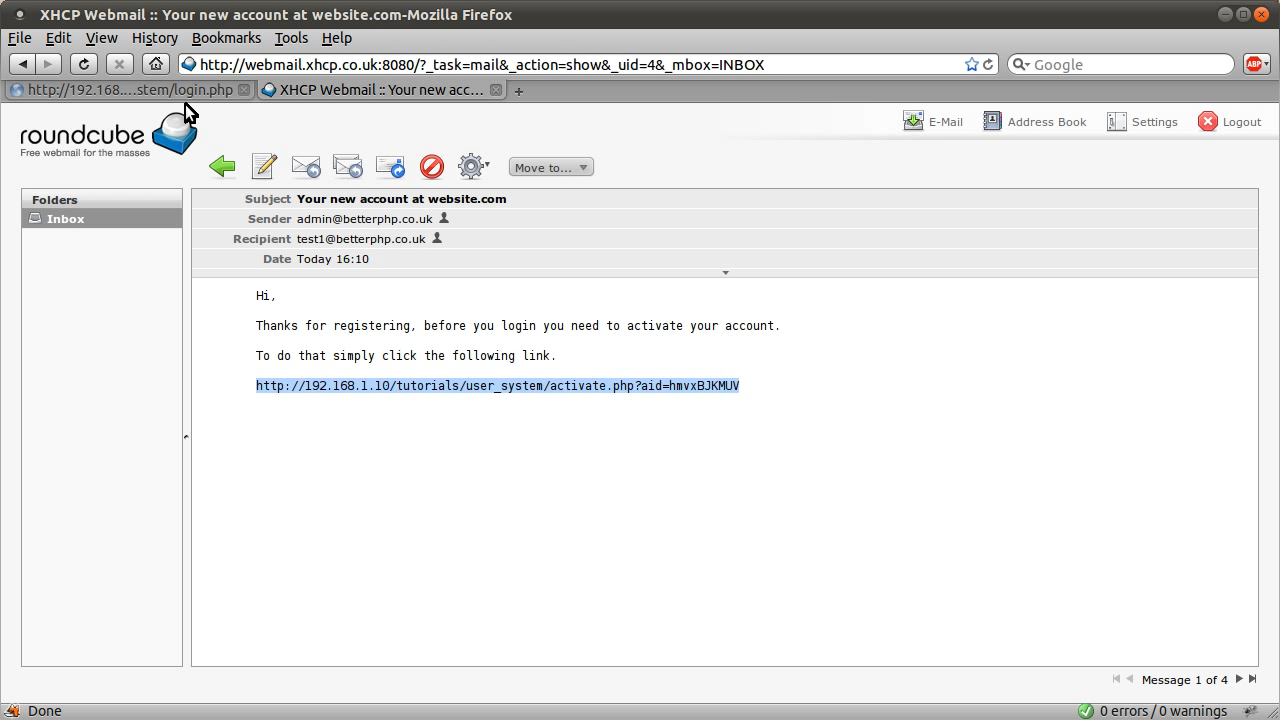 XHCP Webmail :: Your new account at website.com-Mozilla Firefox
File Edit View History Bookmarks Tools Help
http://webmail.xhcp.co.uk:8080/?_task=mail&_action=show&_uid=4&_mbox=INBOX
Google
ABP
http://192.168....stem/login.php
XHCP Webmail :: Your new acc...
roundcube
Free webmail for the masses
E-Mail Address Book Settings Logout
Move to...
Folders
Inbox
Subject Your new account at website.com
Sender admin@betterphp.co.uk
Recipient test1@betterphp.co.uk
Date Today 16:10
Hi,
Thanks for registering, before you login you need to activate your account.
To do that simply click the following link.
http://192.168.1.10/tutorials/user_system/activate.php?aid=hmvxBJKMUV
Message 1 of 4
Done
0 errors / 0 warnings